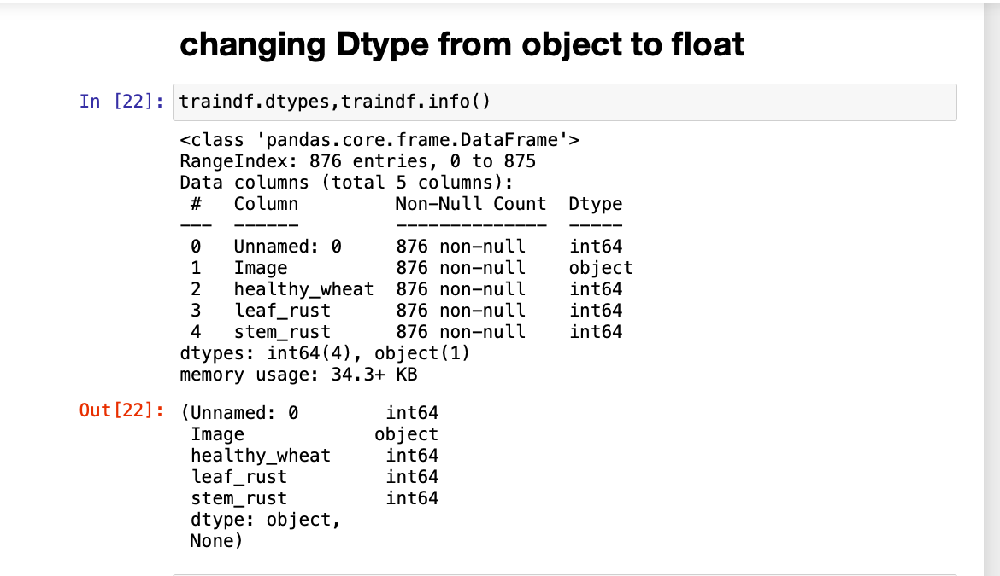 changing Dtype from object to float
In [22]: traindf.dtypes,traindf.info()
<class 'pandas.core.frame.DataFrame'>
RangeIndex: 876 entries, 0 to 875
Data columns (total 5 columns):
 #   Column         Non-Null Count  Dtype
---  ------         --------------  -----
 0   Unnamed: 0     876 non-null    int64
 1   Image          876 non-null    object
 2   healthy_wheat  876 non-null    int64
 3   leaf_rust      876 non-null    int64
 4   stem_rust      876 non-null    int64
dtypes: int64(4), object(1)
memory usage: 34.3+ KB
Out[22]: (Unnamed: 0        int64
 Image            object
 healthy_wheat     int64
 leaf_rust         int64
 stem_rust         int64
 dtype: object,
 None)